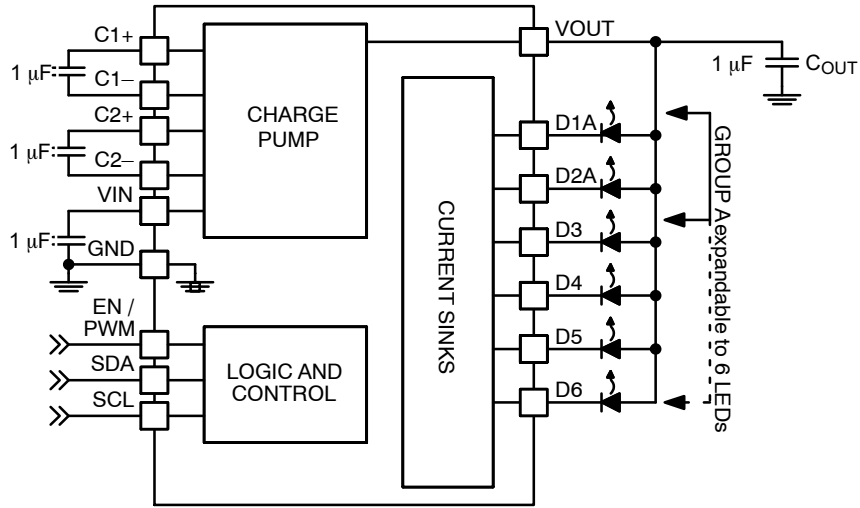 C1+
1 μF
C1−
C2+
1 μF
C2−
VIN
1 μF
GND
EN /
PWM
SDA
SCL
CHARGE
PUMP
LOGIC AND
CONTROL
CURRENT SINKS
VOUT
D1A
D2A
D3
D4
D5
D6
1 μF
COUT
GROUP A expandable to 6 LEDs